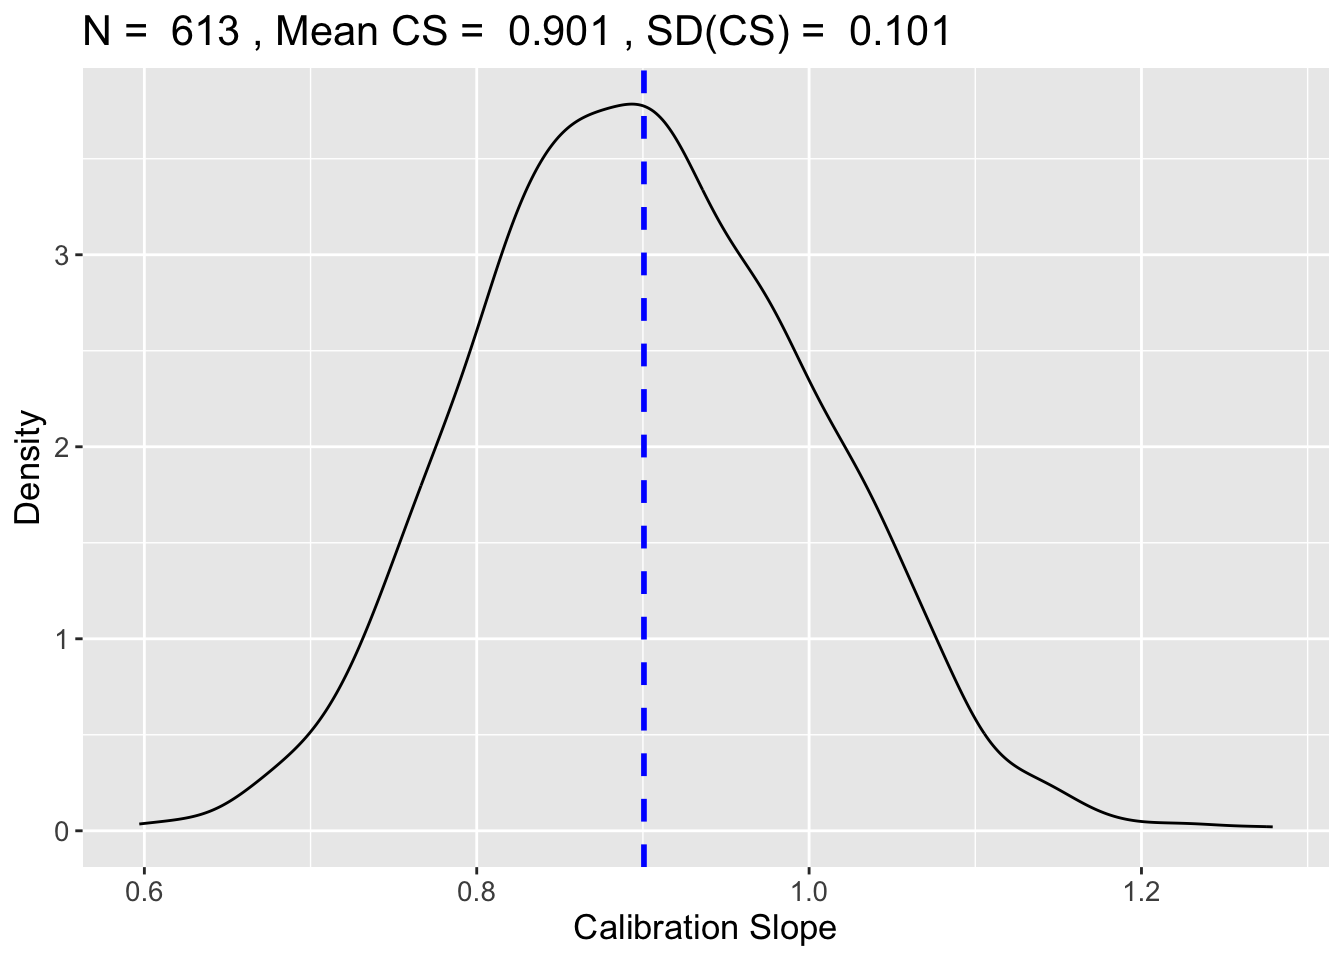 N =  613 , Mean CS =  0.901 , SD(CS) =  0.101
Density
3
2
1
0
0.6 0.8 1.0 1.2
Calibration Slope